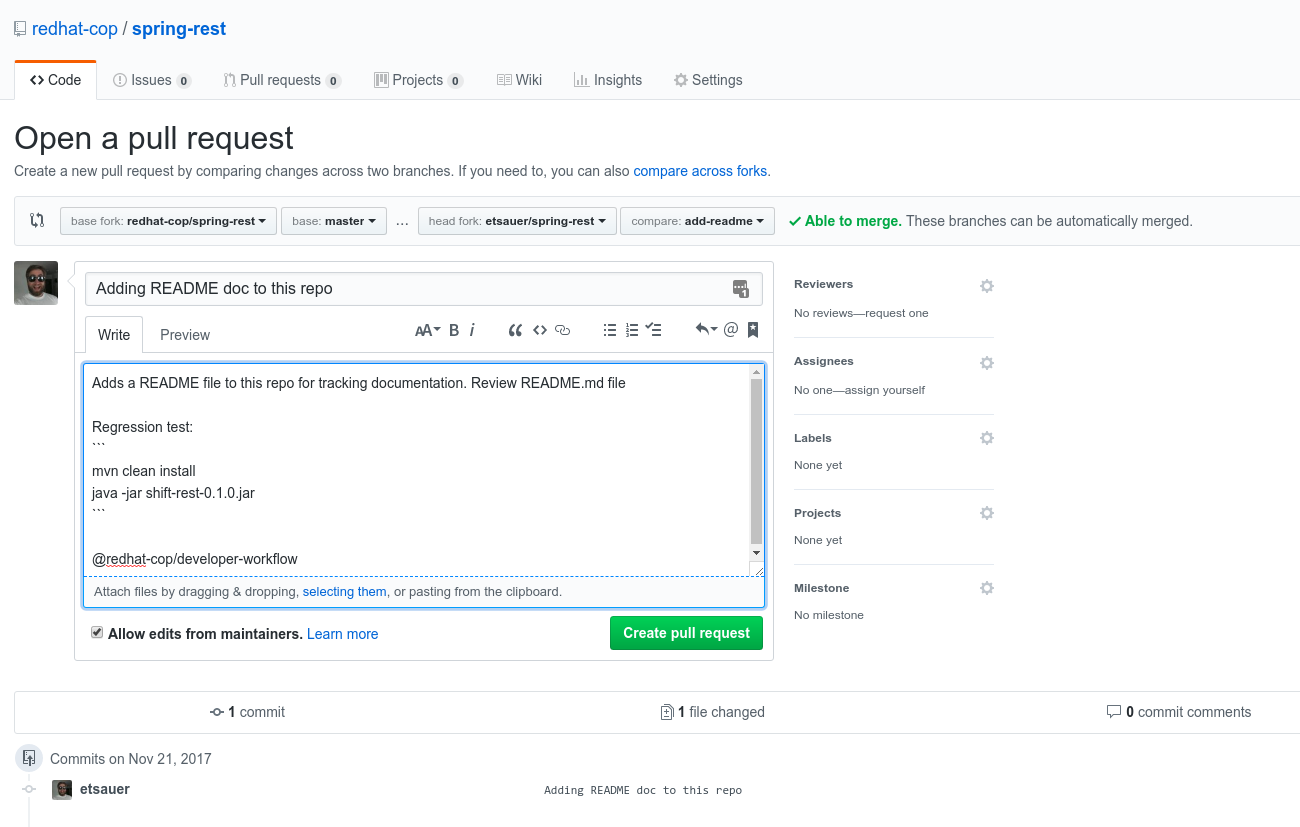 redhat-cop / spring-rest
Code Issues 0 Pull requests 0 Projects 0 Wiki Insights Settings
Open a pull request
Create a new pull request by comparing changes across two branches. If you need to, you can also compare across forks.
base fork: redhat-cop/spring-rest base: master ... head fork: etsauer/spring-rest compare: add-readme Able to merge. These branches can be automatically merged.
Adding README doc to this repo
1
Write Preview AA B i @
Adds a README file to this repo for tracking documentation. Review README.md file
Regression test:
```
mvn clean install
java -jar shift-rest-0.1.0.jar
```
@redhat-cop/developer-workflow
Attach files by dragging & dropping, selecting them, or pasting from the clipboard.
Allow edits from maintainers. Learn more
Create pull request
Reviewers
No reviews—request one
Assignees
No one—assign yourself
Labels
None yet
Projects
None yet
Milestone
No milestone
1 commit 1 file changed 0 commit comments
Commits on Nov 21, 2017
etsauer Adding README doc to this repo